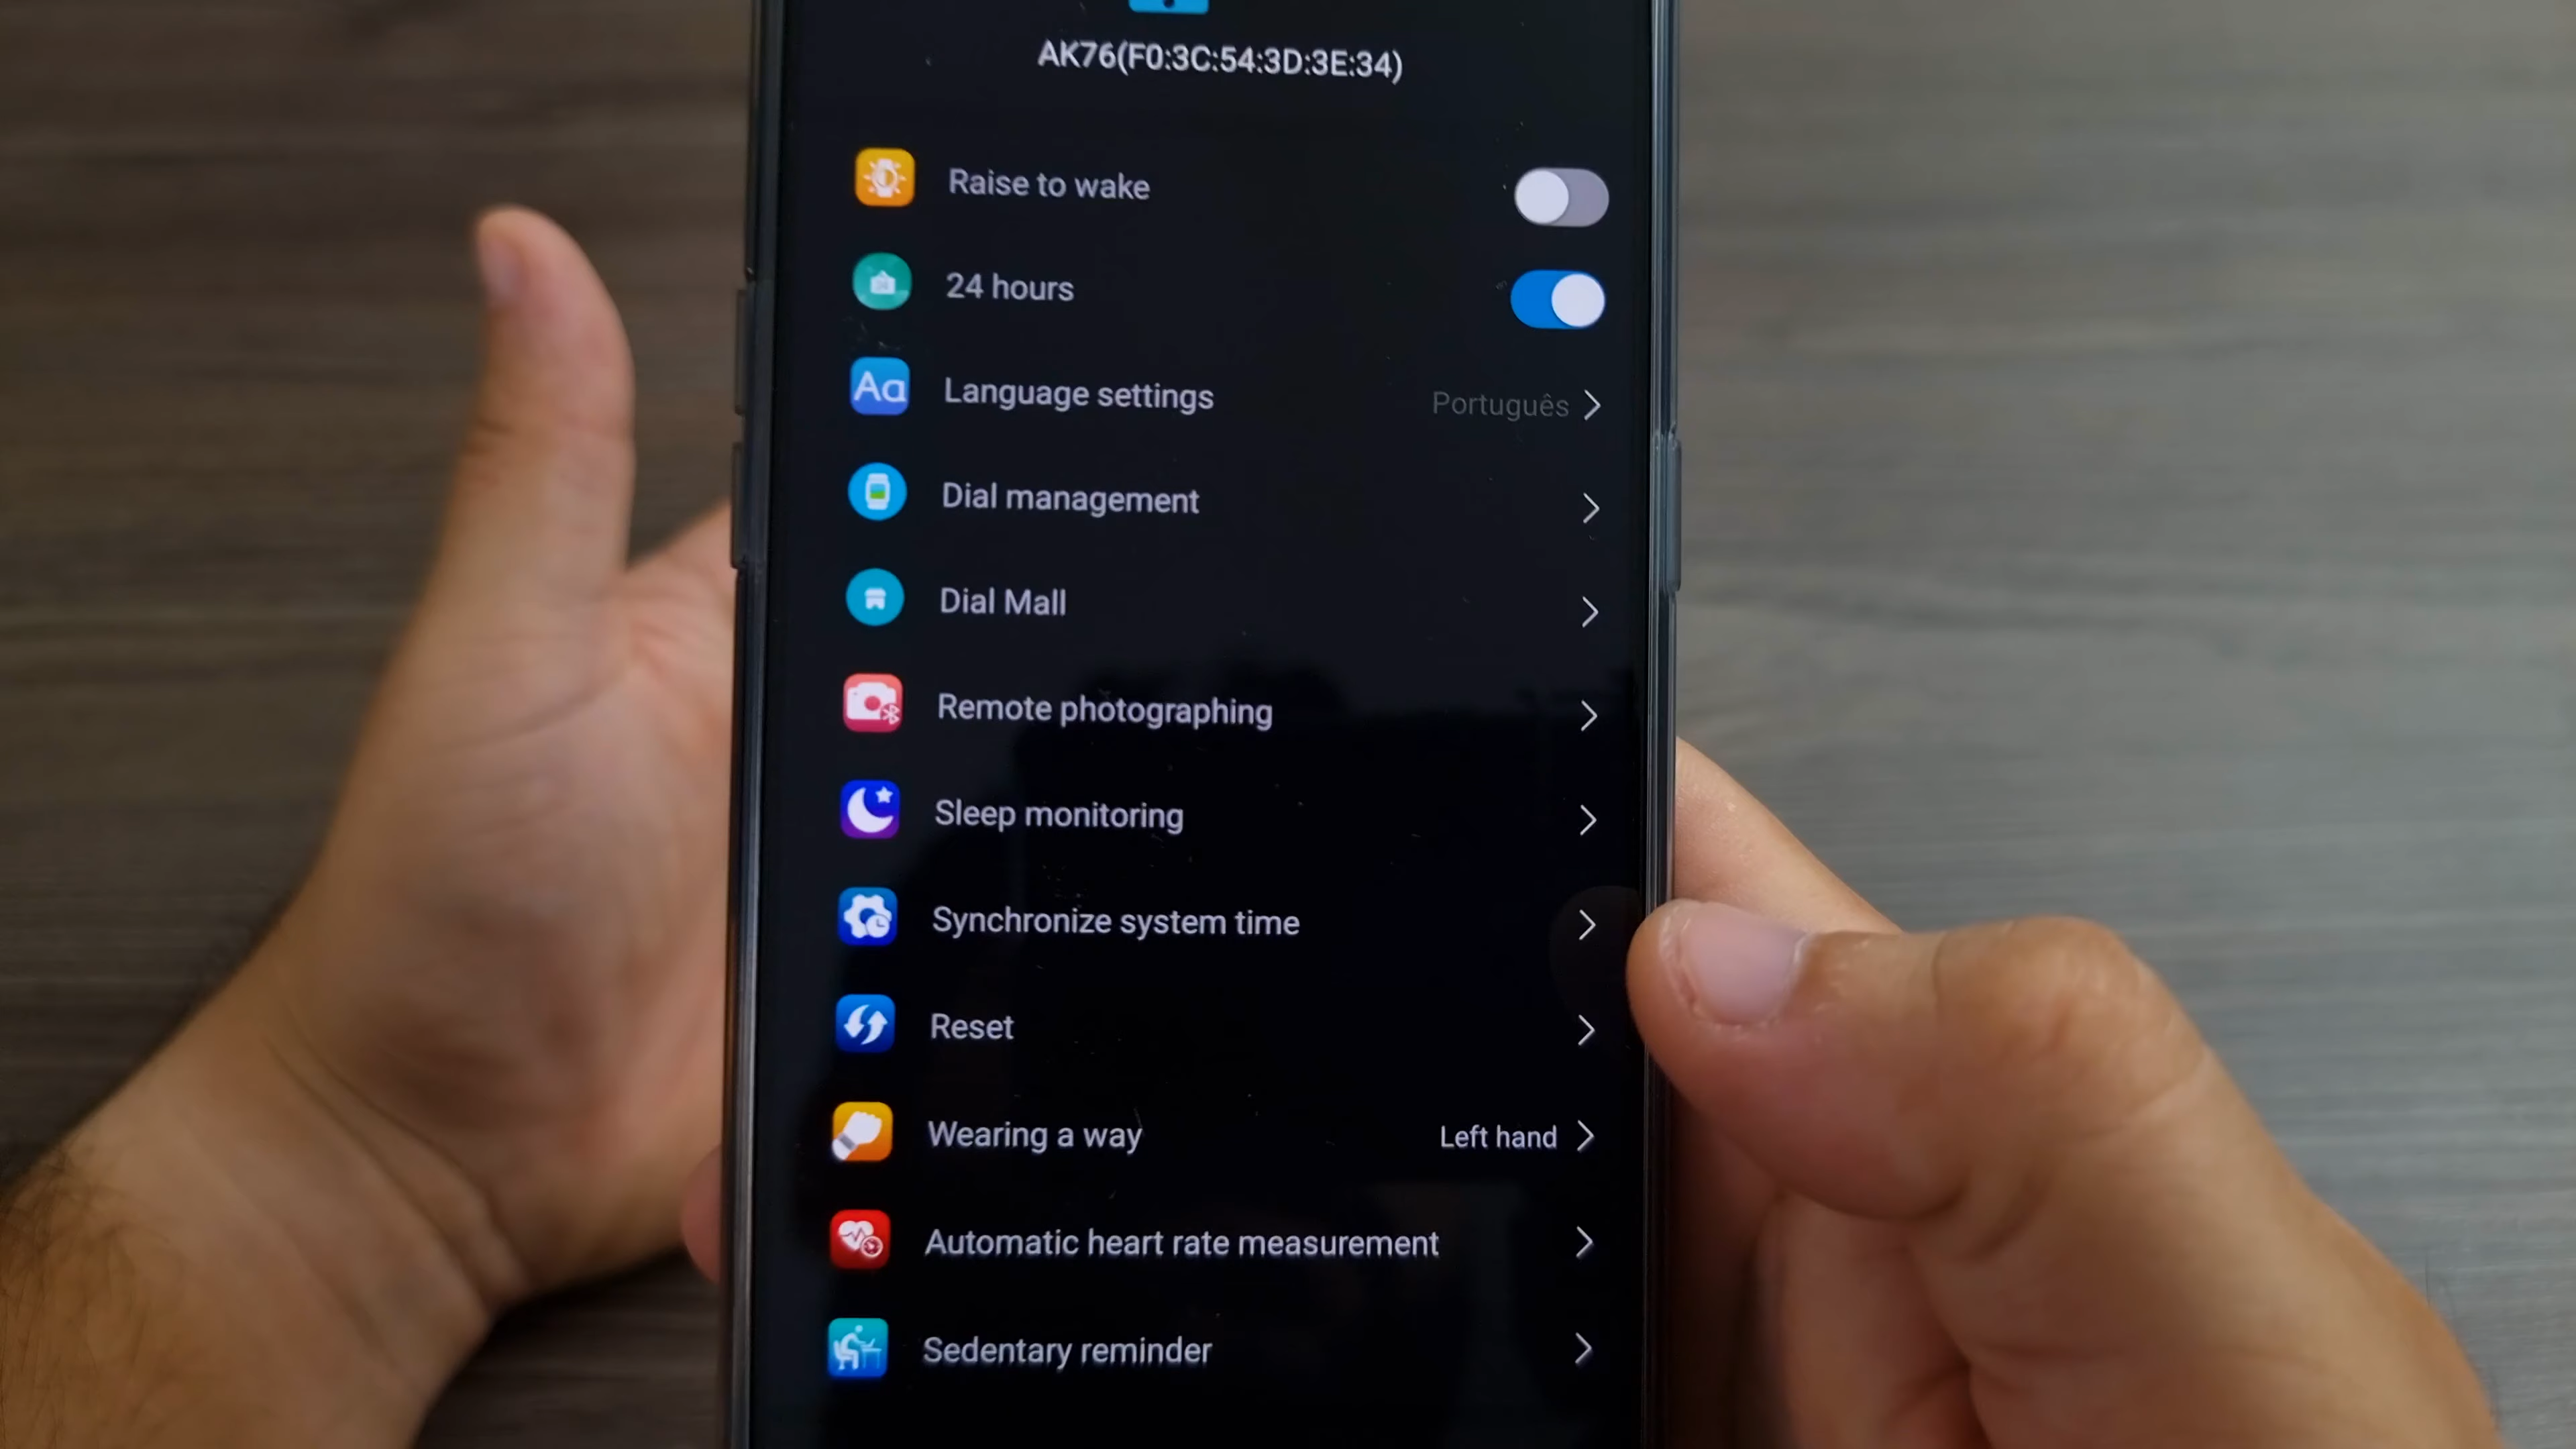 AK76(F0:3C:54:3D:3E:34)
Raise to wake
24 hours
Aa Language settings Português
Dial management
Dial Mall
Remote photographing
Sleep monitoring
Synchronize system time
Reset
Wearing a way Left hand
Automatic heart rate measurement
Sedentary reminder